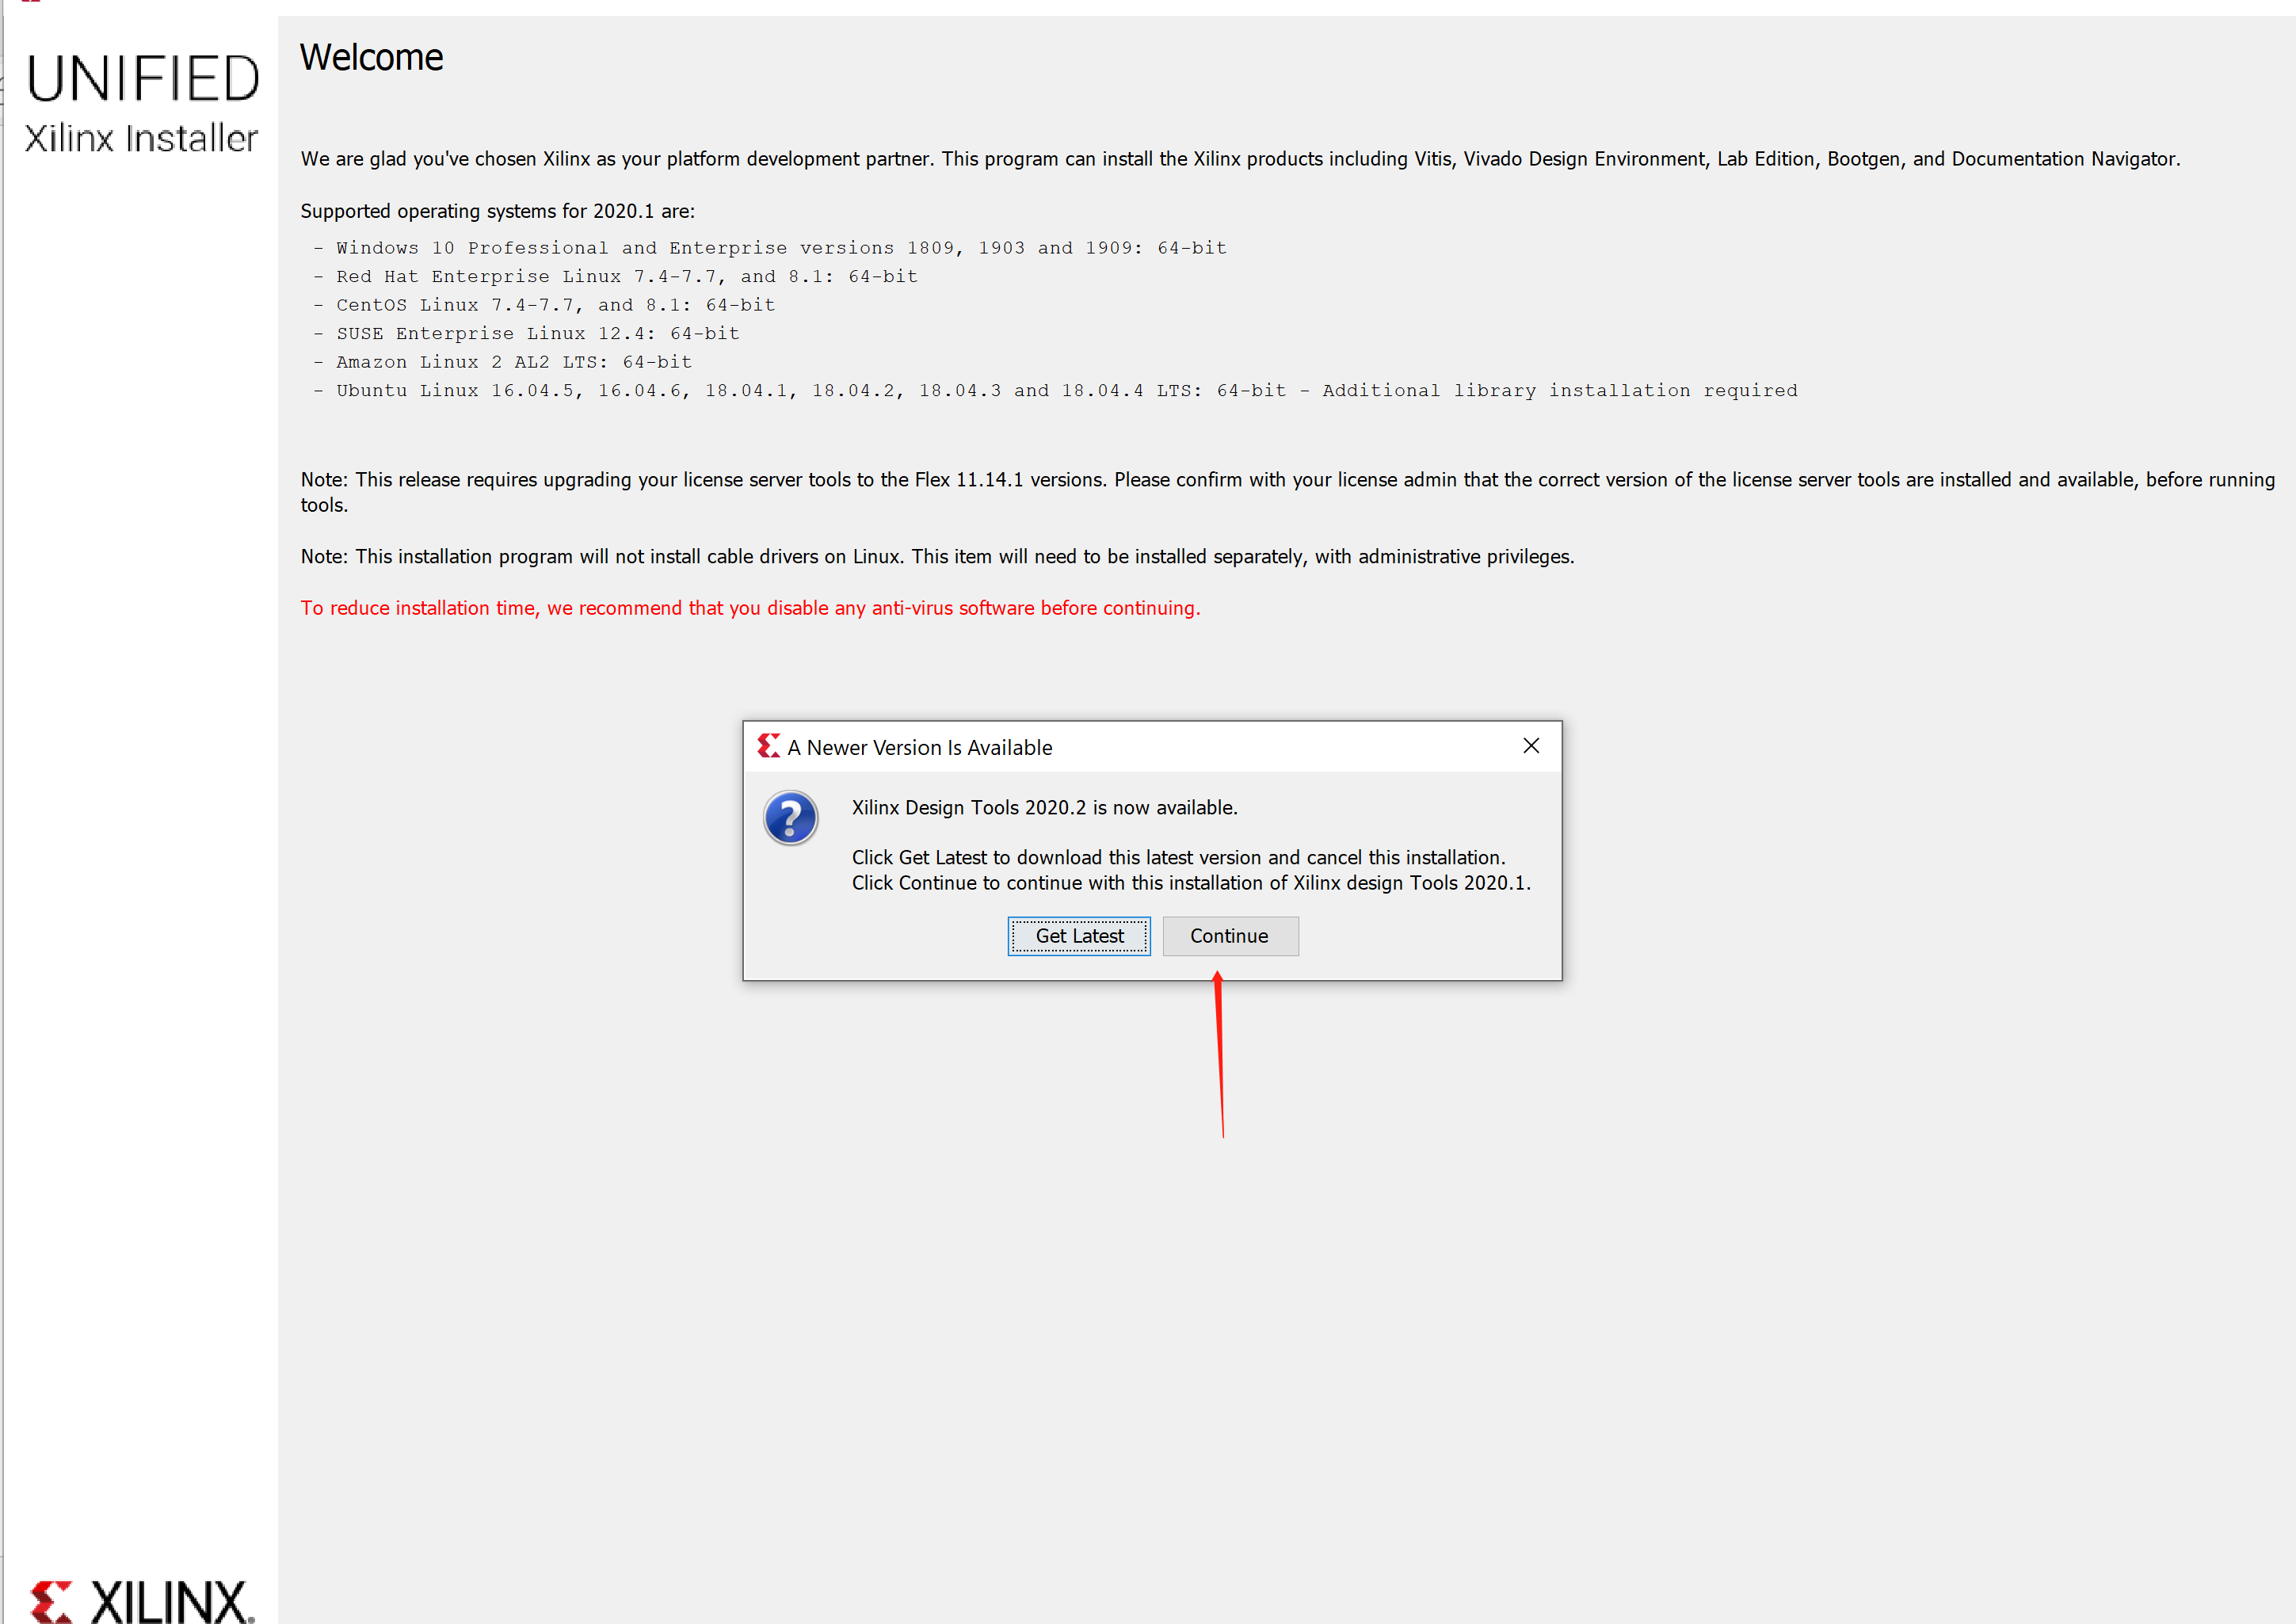 UNIFIED
Xilinx Installer
Welcome
We are glad you've chosen Xilinx as your platform development partner. This program can install the Xilinx products including Vitis, Vivado Design Environment, Lab Edition, Bootgen, and Documentation Navigator.
Supported operating systems for 2020.1 are:
- Windows 10 Professional and Enterprise versions 1809, 1903 and 1909: 64-bit
- Red Hat Enterprise Linux 7.4-7.7, and 8.1: 64-bit
- CentOS Linux 7.4-7.7, and 8.1: 64-bit
- SUSE Enterprise Linux 12.4: 64-bit
- Amazon Linux 2 AL2 LTS: 64-bit
- Ubuntu Linux 16.04.5, 16.04.6, 18.04.1, 18.04.2, 18.04.3 and 18.04.4 LTS: 64-bit - Additional library installation required
Note: This release requires upgrading your license server tools to the Flex 11.14.1 versions. Please confirm with your license admin that the correct version of the license server tools are installed and available, before running
tools.
Note: This installation program will not install cable drivers on Linux. This item will need to be installed separately, with administrative privileges.
To reduce installation time, we recommend that you disable any anti-virus software before continuing.
A Newer Version Is Available
Xilinx Design Tools 2020.2 is now available.
Click Get Latest to download this latest version and cancel this installation.
Click Continue to continue with this installation of Xilinx design Tools 2020.1.
Get Latest Continue
XILINX.